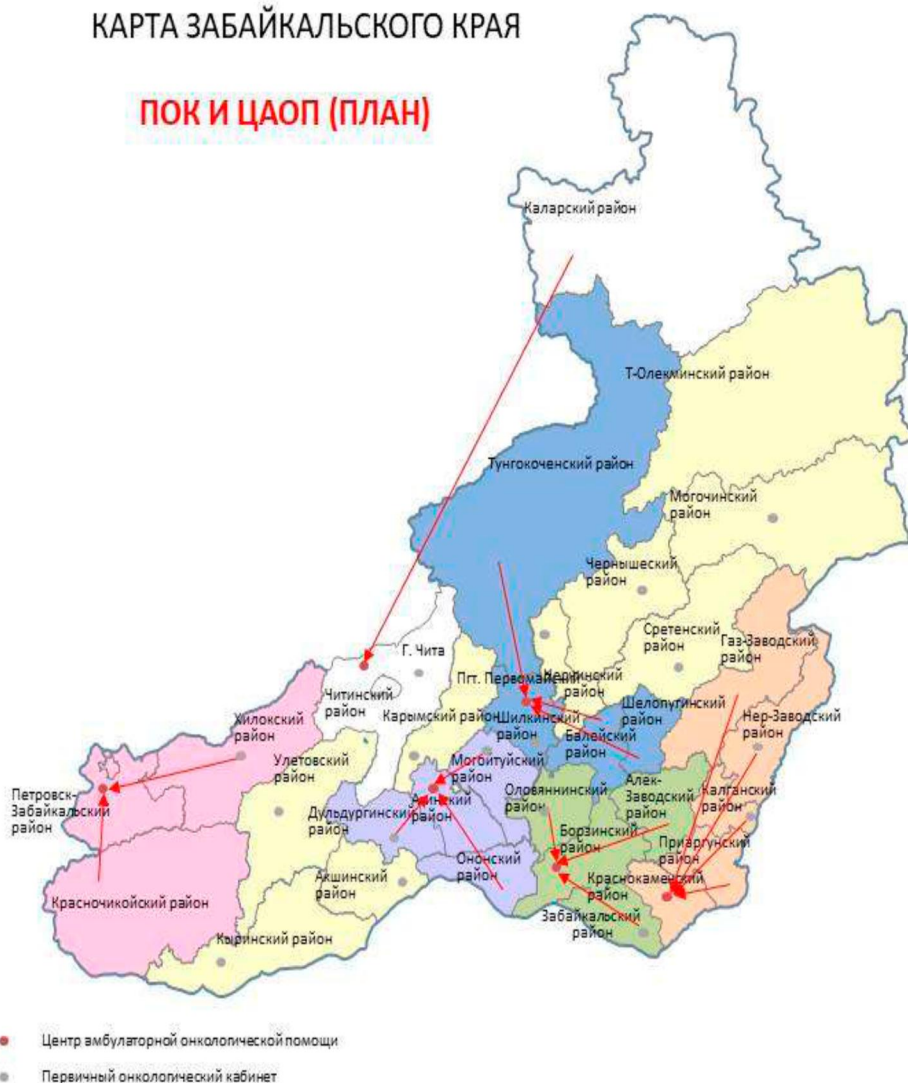 КАРТА ЗАБАЙКАЛЬСКОГО КРАЯ
ПОК И ЦАОП (ПЛАН)
Каларский район
Т-Олекминский район
Тунгокоченский район
Могочинский
район
Чернышеский
район
Сретенский
район
Газ-Заводский
район
Г. Чита
Пгт. Первомайский
Нерчинский
район
Читинский
район
Карымский район
Шилкинский
район
Шелопугинский
район
Балейский
район
Нер-Заводский
район
Хилокский
район
Улетовский
район
Могойтуйский
район
Петровск-
Забайкальский
район
Дульдургинский
район
Агинский
район
Оловяннинский
район
Алек-
Заводский
район
Калганский
район
Борзинский
район
Приаргунский
район
Ононский
район
Акшинский
район
Краснокаменский
район
Красночикойский район
Забайкальский
район
Кыринский район
Центр амбулаторной онкологической помощи
Первичный онкологический кабинет